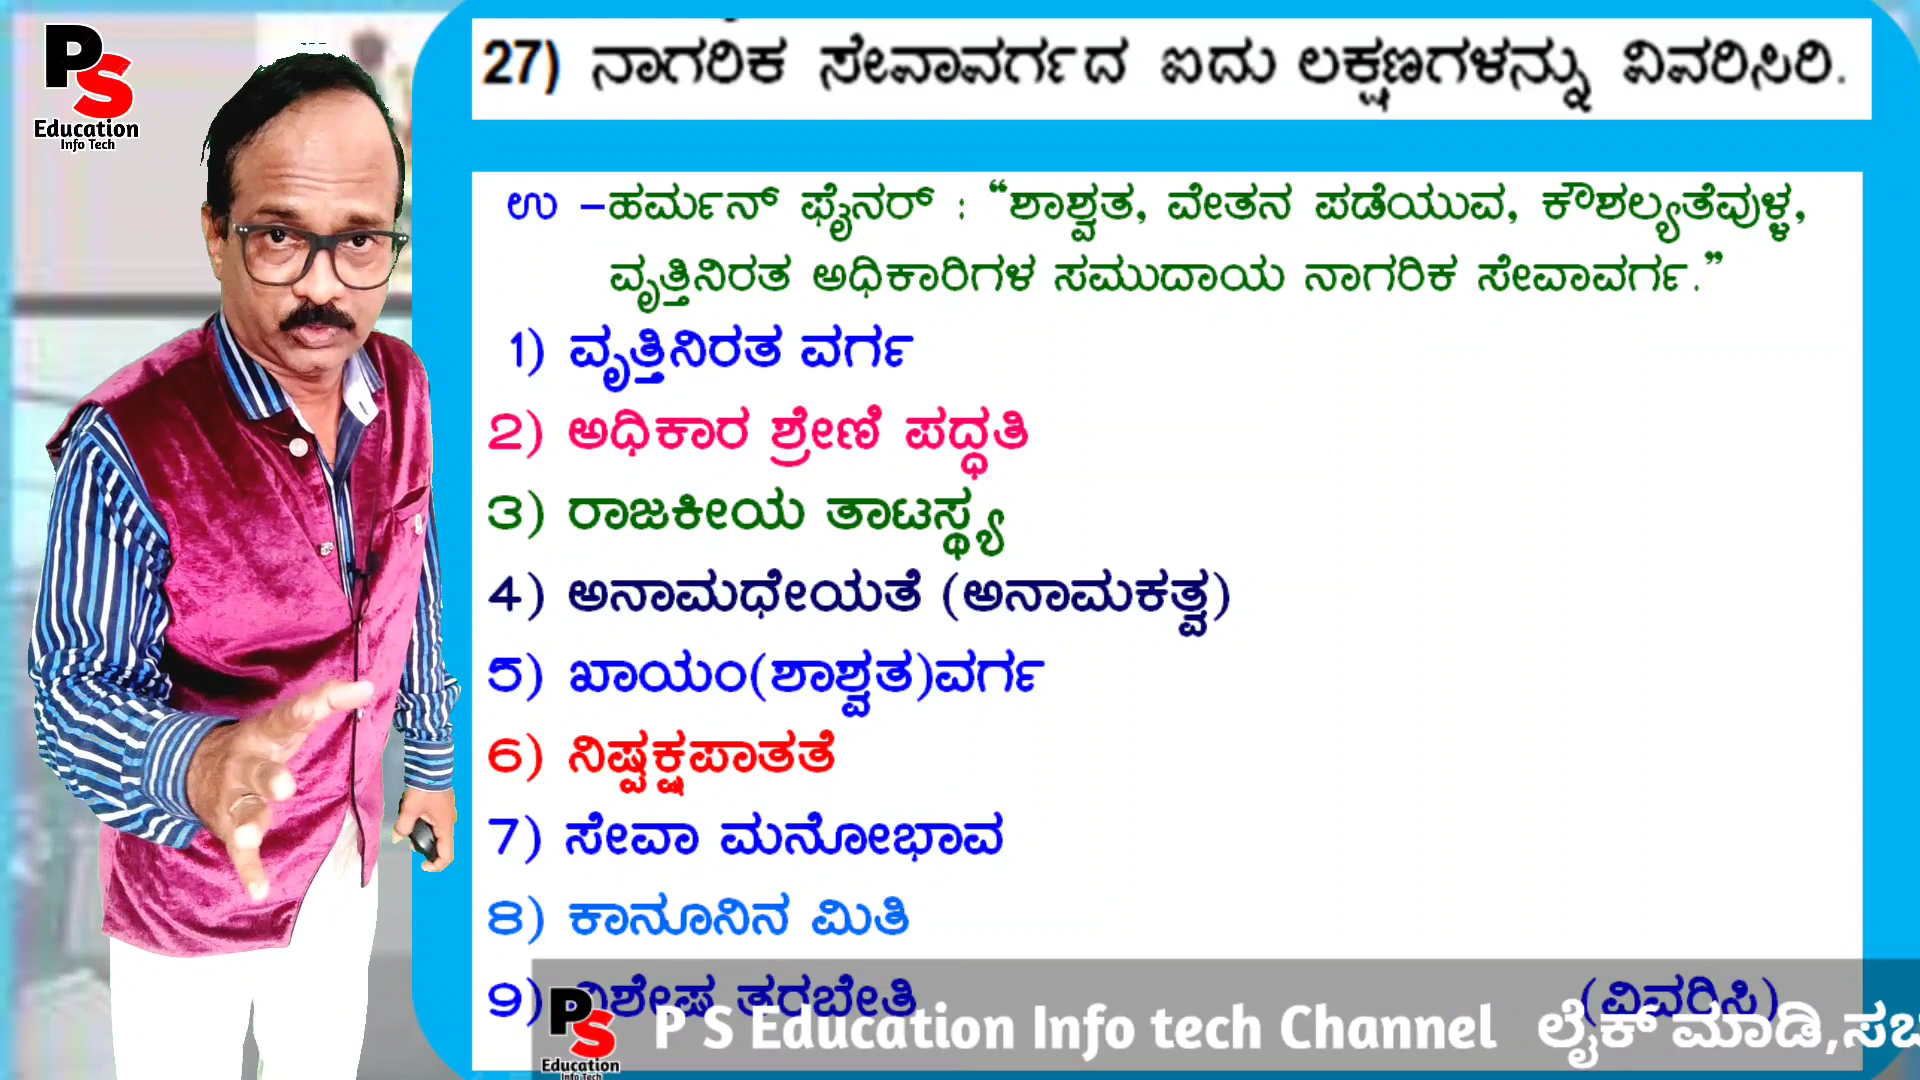 PS
Education
Info Tech
27) ನಾಗರಿಕ ಸೇವಾವರ್ಗದ ಐದು ಲಕ್ಷಣಗಳನ್ನು ವಿವರಿಸಿರಿ.
ಉ –ಹರ್ಮನ್ ಫೈನರ್ : “ಶಾಶ್ವತ, ವೇತನ ಪಡೆಯುವ, ಕೌಶಲ್ಯತೆವುಳ್ಳ,
ವೃತ್ತಿನಿರತ ಅಧಿಕಾರಿಗಳ ಸಮುದಾಯ ನಾಗರಿಕ ಸೇವಾವರ್ಗ.”
1) ವೃತ್ತಿನಿರತ ವರ್ಗ
2) ಅಧಿಕಾರ ಶ್ರೇಣಿ ಪದ್ಧತಿ
3) ರಾಜಕೀಯ ತಾಟಸ್ಥ್ಯ
4) ಅನಾಮಧೇಯತೆ (ಅನಾಮಕತ್ವ)
5) ಖಾಯಂ(ಶಾಶ್ವತ)ವರ್ಗ
6) ನಿಷ್ಪಕ್ಷಪಾತತೆ
7) ಸೇವಾ ಮನೋಭಾವ
8) ಕಾನೂನಿನ ಮಿತಿ
9) ವಿಶೇಷ ತರಬೇತಿ (ವಿವರಿಸಿ)
PS
Education
Info Tech
P S Education Info tech Channel ಲೈಕ್ ಮಾಡಿ,ಸಬ